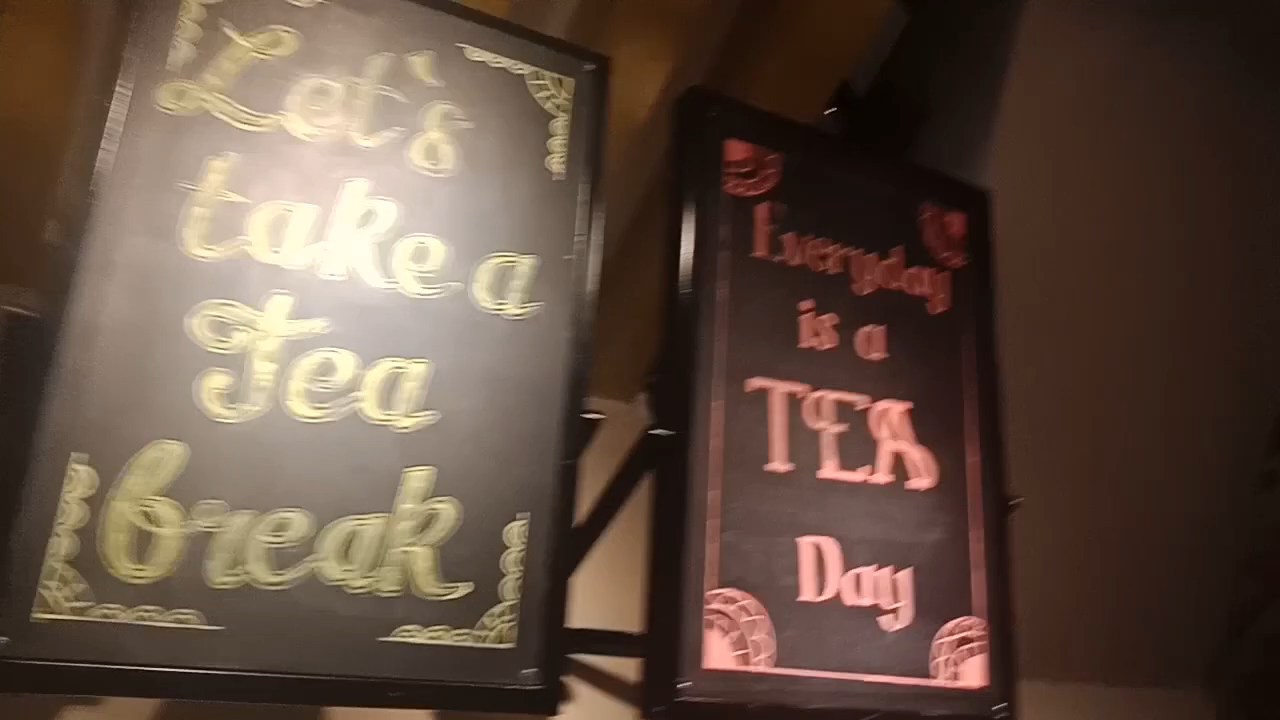 Let's
take a
Tea
break
Everyday
is a
TEA
Day